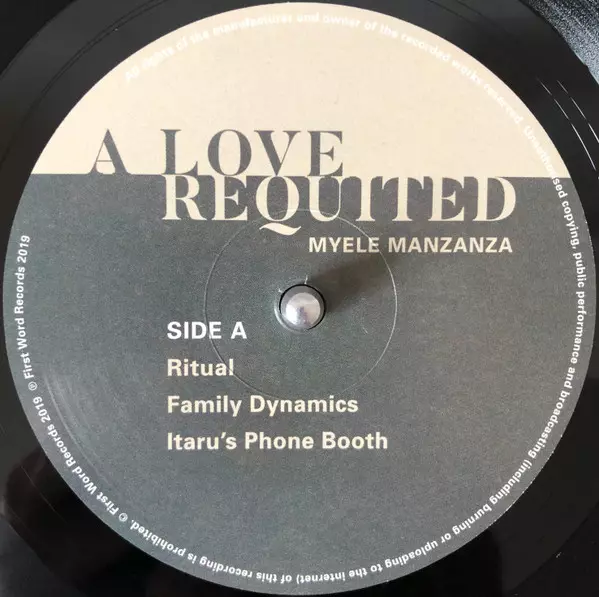 A LOVE
REQUITED
MYELE MANZANZA
SIDE A
Ritual
Family Dynamics
Itaru's Phone Booth
All rights of the manufacturer and owner of the recorded works reserved. Unauthorised copying, public performance and broadcasting (including burning or uploading to the internet) of this recording is prohibited. © First Word Records 2019 ℗ First Word Records 2019